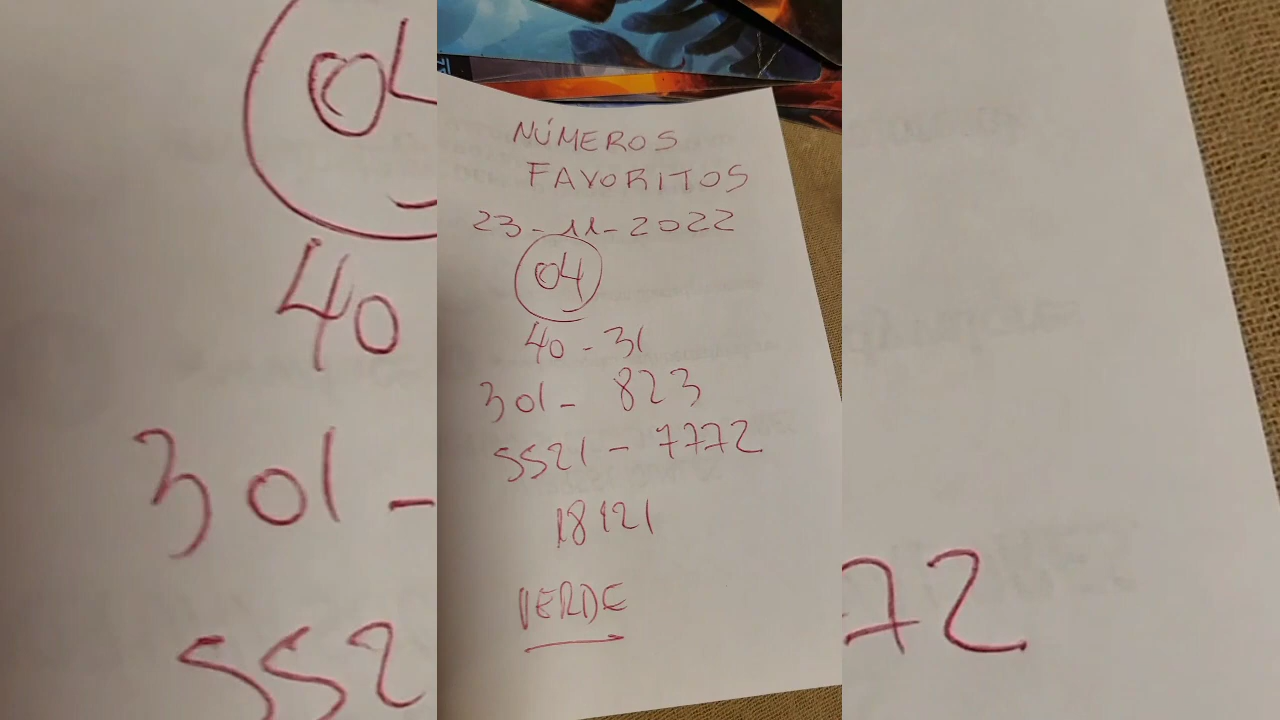 NÚMEROS
FAVORITOS
23-11-2022
04
40-31
301-823
5521-7772
18121
VERDE